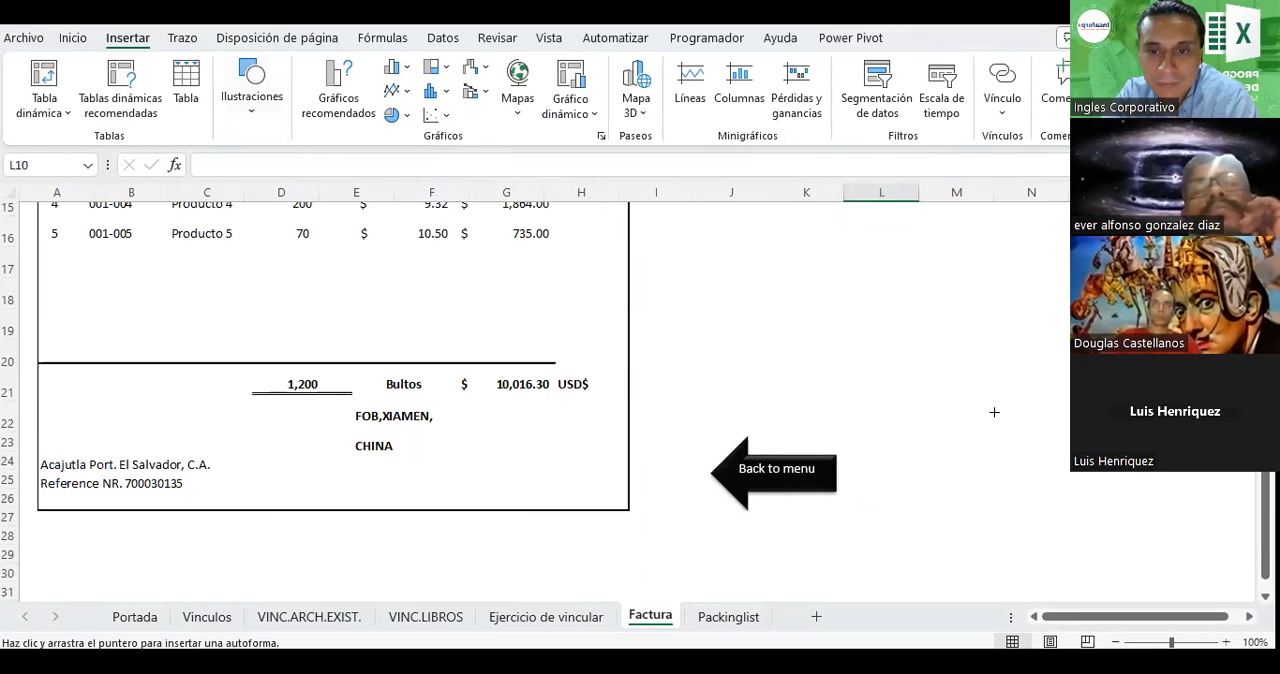 Archivo Inicio Insertar Trazo Disposición de página Fórmulas Datos Revisar Vista Automatizar Programador Ayuda Power Pivot
Tabla dinámica
Tablas dinámicas recomendadas
Tabla
Ilustraciones
Gráficos recomendados
Mapas
Gráfico dinámico
Mapa 3D
Líneas
Columnas
Pérdidas y ganancias
Segmentación de datos
Escala de tiempo
Vínculo
Tablas Gráficos Paseos Minigráficos Filtros Vínculos
L10 fx
A B C D E F G H I J K L M N
15 4 001-004 Producto 4 200 $ 9.32 $ 1,864.00
16 5 001-005 Producto 5 70 $ 10.50 $ 735.00
17
18
19
20
21 1,200 Bultos $ 10,016.30 USD$
22 FOB,XIAMEN,
23 CHINA
24 Acajutla Port. El Salvador, C.A.
25 Reference NR. 700030135
26
27
28
29
30
31
Back to menu
Portada Vinculos VINC.ARCH.EXIST. VINC.LIBROS Ejercicio de vincular Factura Packinglist +
Haz clic y arrastra el puntero para insertar una autoforma.
100%
X
Ingles Corporativo
ever alfonso gonzalez diaz
Douglas Castellanos
Luis Henriquez
Luis Henriquez